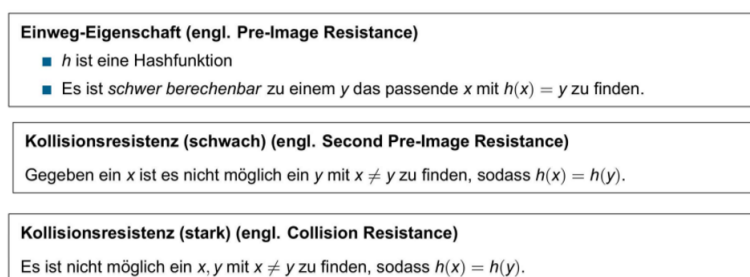 Einweg-Eigenschaft (engl. Pre-Image Resistance)
■ h ist eine Hashfunktion
■ Es ist schwer berechenbar zu einem y das passende x mit h(x) = y zu finden.
Kollisionsresistenz (schwach) (engl. Second Pre-Image Resistance)
Gegeben ein x ist es nicht möglich ein y mit x ≠ y zu finden, sodass h(x) = h(y).
Kollisionsresistenz (stark) (engl. Collision Resistance)
Es ist nicht möglich ein x, y mit x ≠ y zu finden, sodass h(x) = h(y).